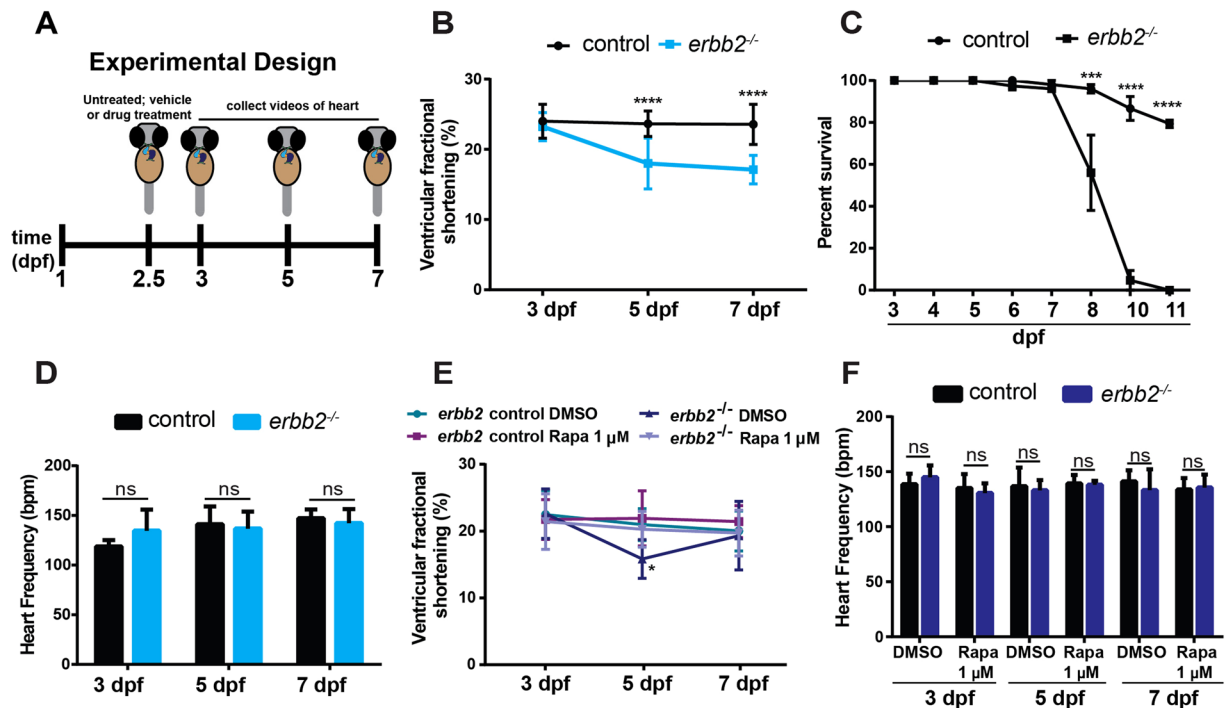 A
Experimental Design
Untreated; vehicle
or drug treatment
collect videos of heart
time
(dpf)
1
2.5
3
5
7
B
control
erbb2-/-
Ventricular fractional
shortening (%)
30
20
10
0
****
****
3 dpf
5 dpf
7 dpf
C
control
erbb2-/-
Percent survival
100
80
60
40
20
0
***
****
****
3 4 5 6 7 8 10 11
dpf
D
control
erbb2-/-
Heart Frequency (bpm)
200
150
100
50
0
ns
ns
ns
3 dpf
5 dpf
7 dpf
E
erbb2 control DMSO
erbb2-/- DMSO
erbb2 control Rapa 1 µM
erbb2-/- Rapa 1 µM
Ventricular fractional
shortening (%)
30
20
10
0
*
3 dpf
5 dpf
7 dpf
F
control
erbb2-/-
Heart Frequency (bpm)
200
150
100
50
0
ns
ns
ns
ns
ns
ns
DMSO
Rapa
1 µM
DMSO
Rapa
1 µM
DMSO
Rapa
1 µM
3 dpf
5 dpf
7 dpf